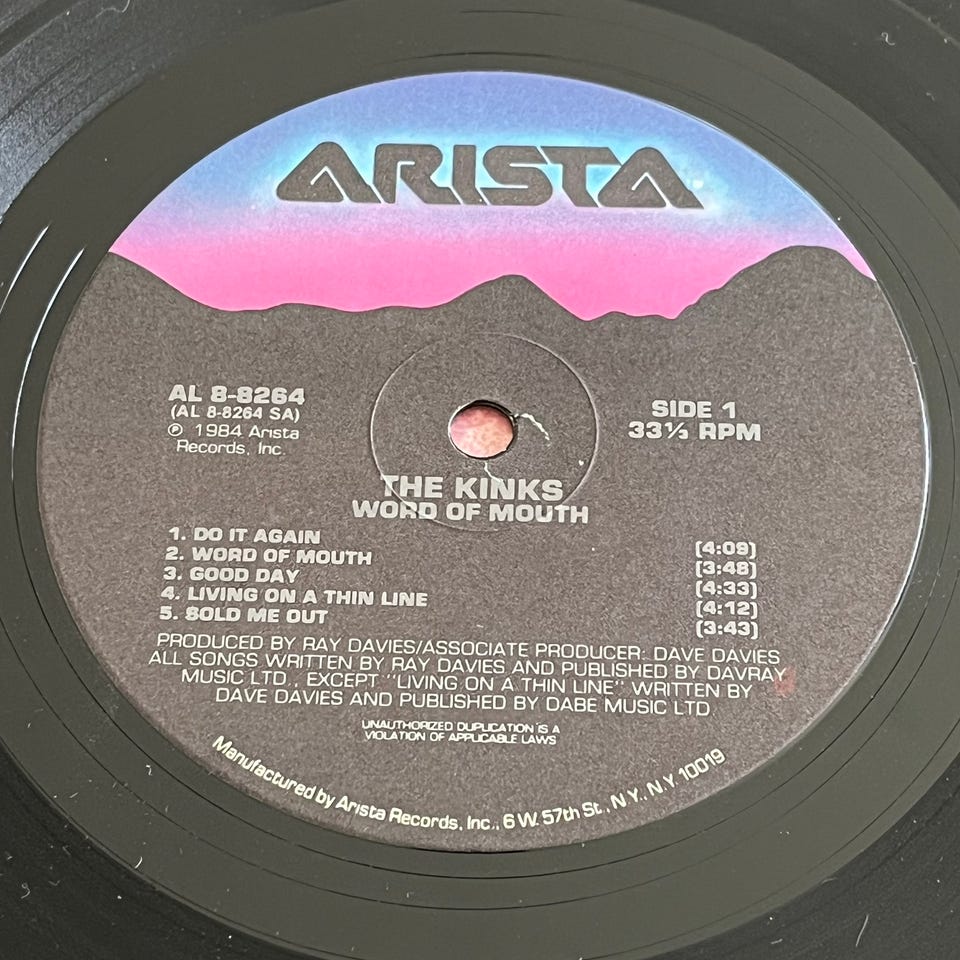 ARISTA
AL 8-8264
(AL 8-8264 SA)
℗ 1984 Arista
Records, Inc.
SIDE 1
33⅓ RPM
THE KINKS
WORD OF MOUTH
1. DO IT AGAIN [4:09]
2. WORD OF MOUTH [3:48]
3. GOOD DAY [4:33]
4. LIVING ON A THIN LINE [4:12]
5. SOLD ME OUT [3:43]
PRODUCED BY RAY DAVIES/ASSOCIATE PRODUCER: DAVE DAVIES
ALL SONGS WRITTEN BY RAY DAVIES AND PUBLISHED BY DAVRAY
MUSIC LTD., EXCEPT "LIVING ON A THIN LINE" WRITTEN BY
DAVE DAVIES AND PUBLISHED BY DABE MUSIC LTD
UNAUTHORIZED DUPLICATION IS A
VIOLATION OF APPLICABLE LAWS
Manufactured by Arista Records, Inc., 6 W. 57th St., N.Y., N.Y. 10019